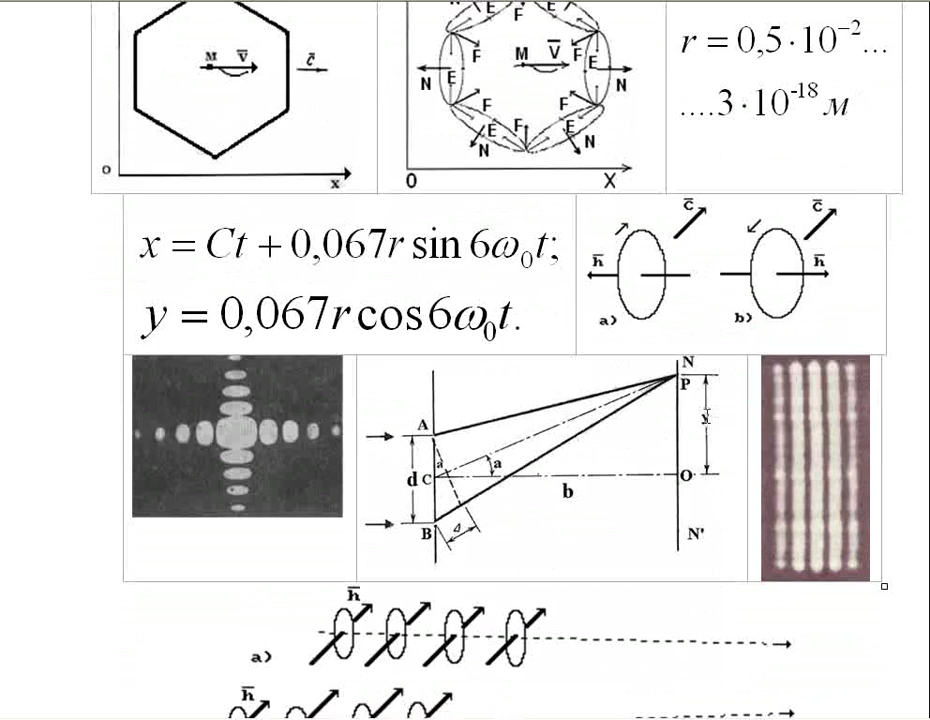 M V̄ c̄
o x
N E F E F E N
F M V̄ F
N E E N
F F
E F E
N N
0 X
r = 0,5·10⁻²...
....3·10⁻¹⁸ м
x = Ct + 0,067r sin 6ω₀t;
y = 0,067r cos 6ω₀t.
c̄ c̄
h̄ h̄
a) b)
N
P
A
y
a a
d C O
b
B Δ N'
h̄
a)
h̄